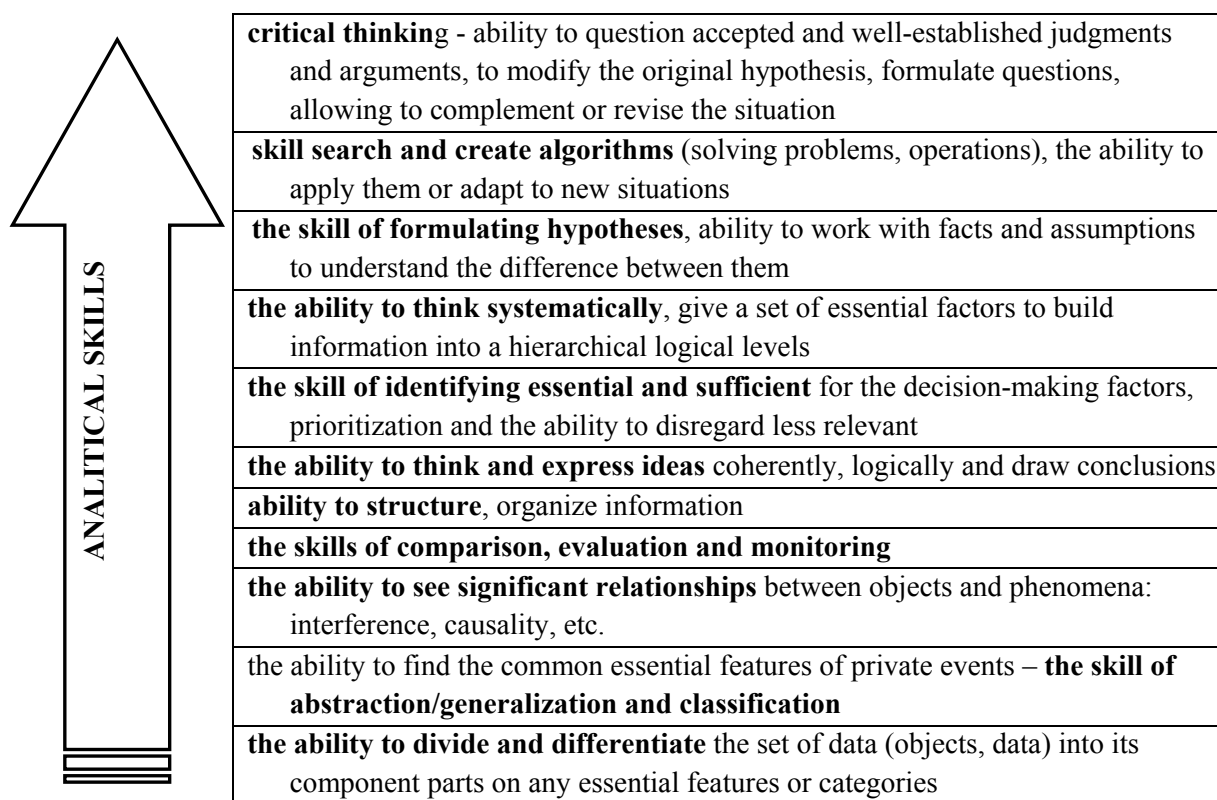 ANALITICAL SKILLS
critical thinking - ability to question accepted and well-established judgments
and arguments, to modify the original hypothesis, formulate questions,
allowing to complement or revise the situation
skill search and create algorithms (solving problems, operations), the ability to
apply them or adapt to new situations
the skill of formulating hypotheses, ability to work with facts and assumptions
to understand the difference between them
the ability to think systematically, give a set of essential factors to build
information into a hierarchical logical levels
the skill of identifying essential and sufficient for the decision-making factors,
prioritization and the ability to disregard less relevant
the ability to think and express ideas coherently, logically and draw conclusions
ability to structure, organize information
the skills of comparison, evaluation and monitoring
the ability to see significant relationships between objects and phenomena:
interference, causality, etc.
the ability to find the common essential features of private events – the skill of
abstraction/generalization and classification
the ability to divide and differentiate the set of data (objects, data) into its
component parts on any essential features or categories